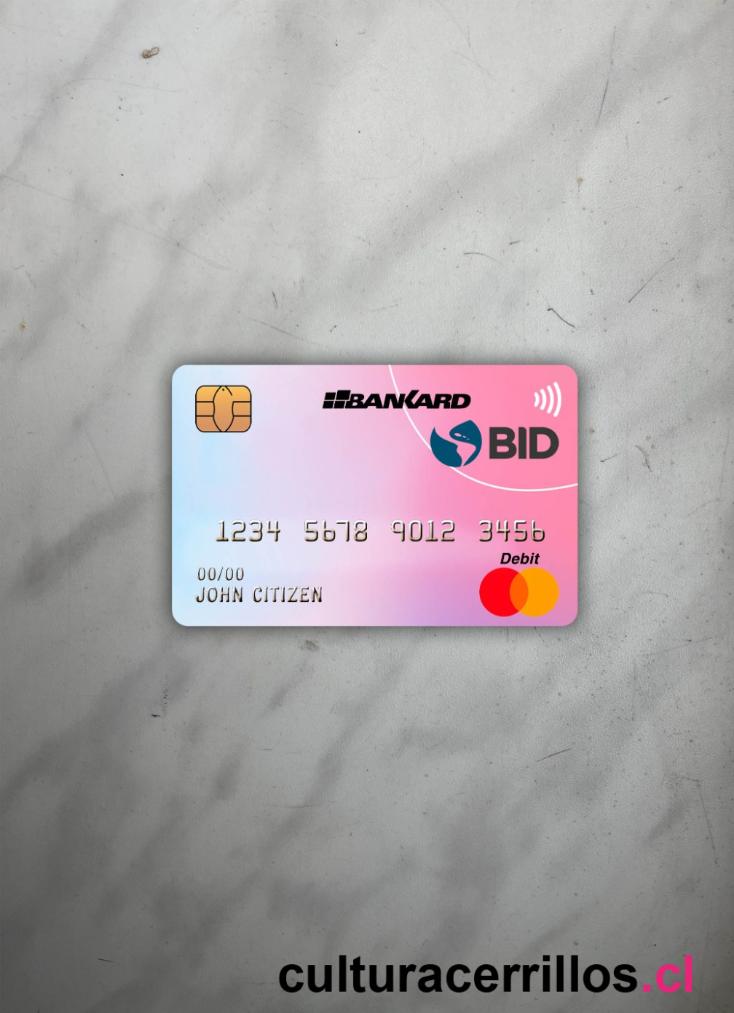 BANKARD
BID
1234 5678 9012 3456
Debit
00/00
JOHN CITIZEN
culturacerrillos.cl